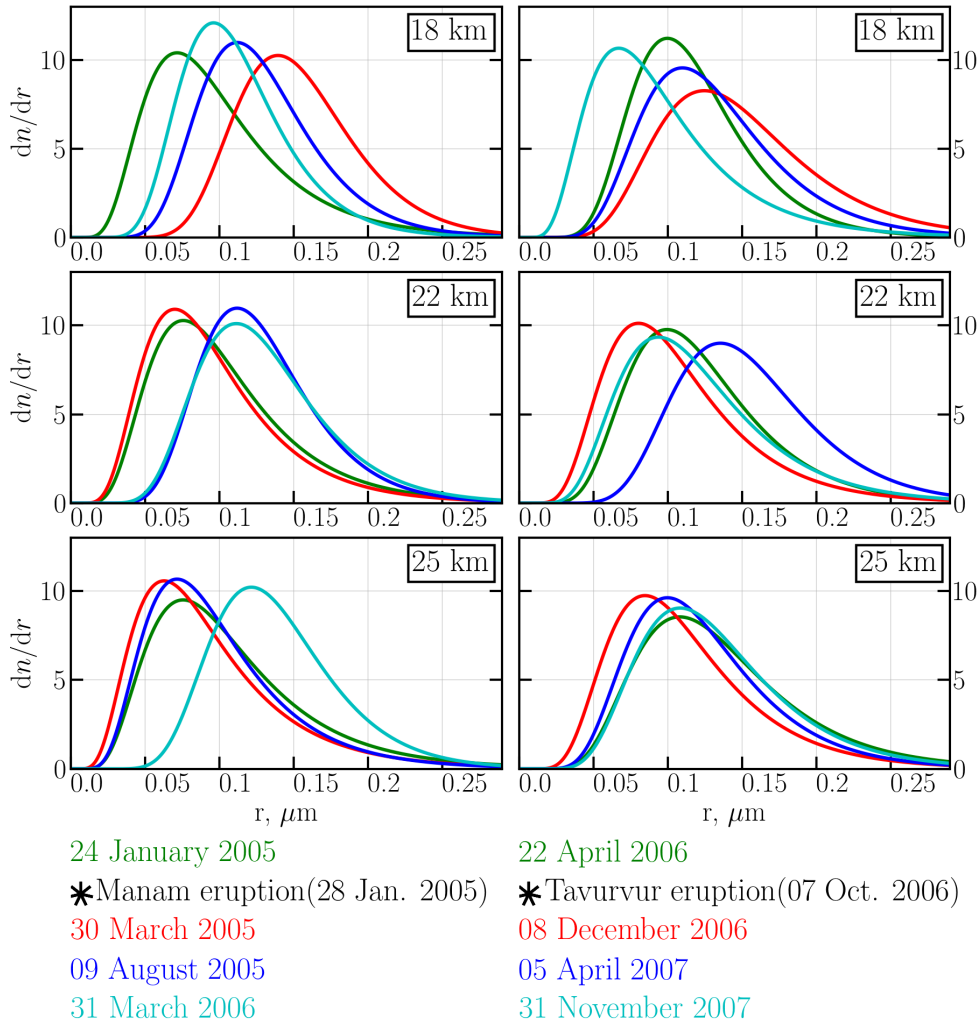 18 km
18 km
10
5
0
dn/dr
10
5
0
0.0 0.05 0.1 0.15 0.2 0.25
0.0 0.05 0.1 0.15 0.2 0.25
22 km
22 km
10
5
0
dn/dr
10
5
0
0.0 0.05 0.1 0.15 0.2 0.25
0.0 0.05 0.1 0.15 0.2 0.25
25 km
25 km
10
5
0
dn/dr
10
5
0
0.0 0.05 0.1 0.15 0.2 0.25
0.0 0.05 0.1 0.15 0.2 0.25
r, μm
r, μm
24 January 2005
Manam eruption(28 Jan. 2005)
30 March 2005
09 August 2005
31 March 2006
22 April 2006
Tavurvur eruption(07 Oct. 2006)
08 December 2006
05 April 2007
31 November 2007